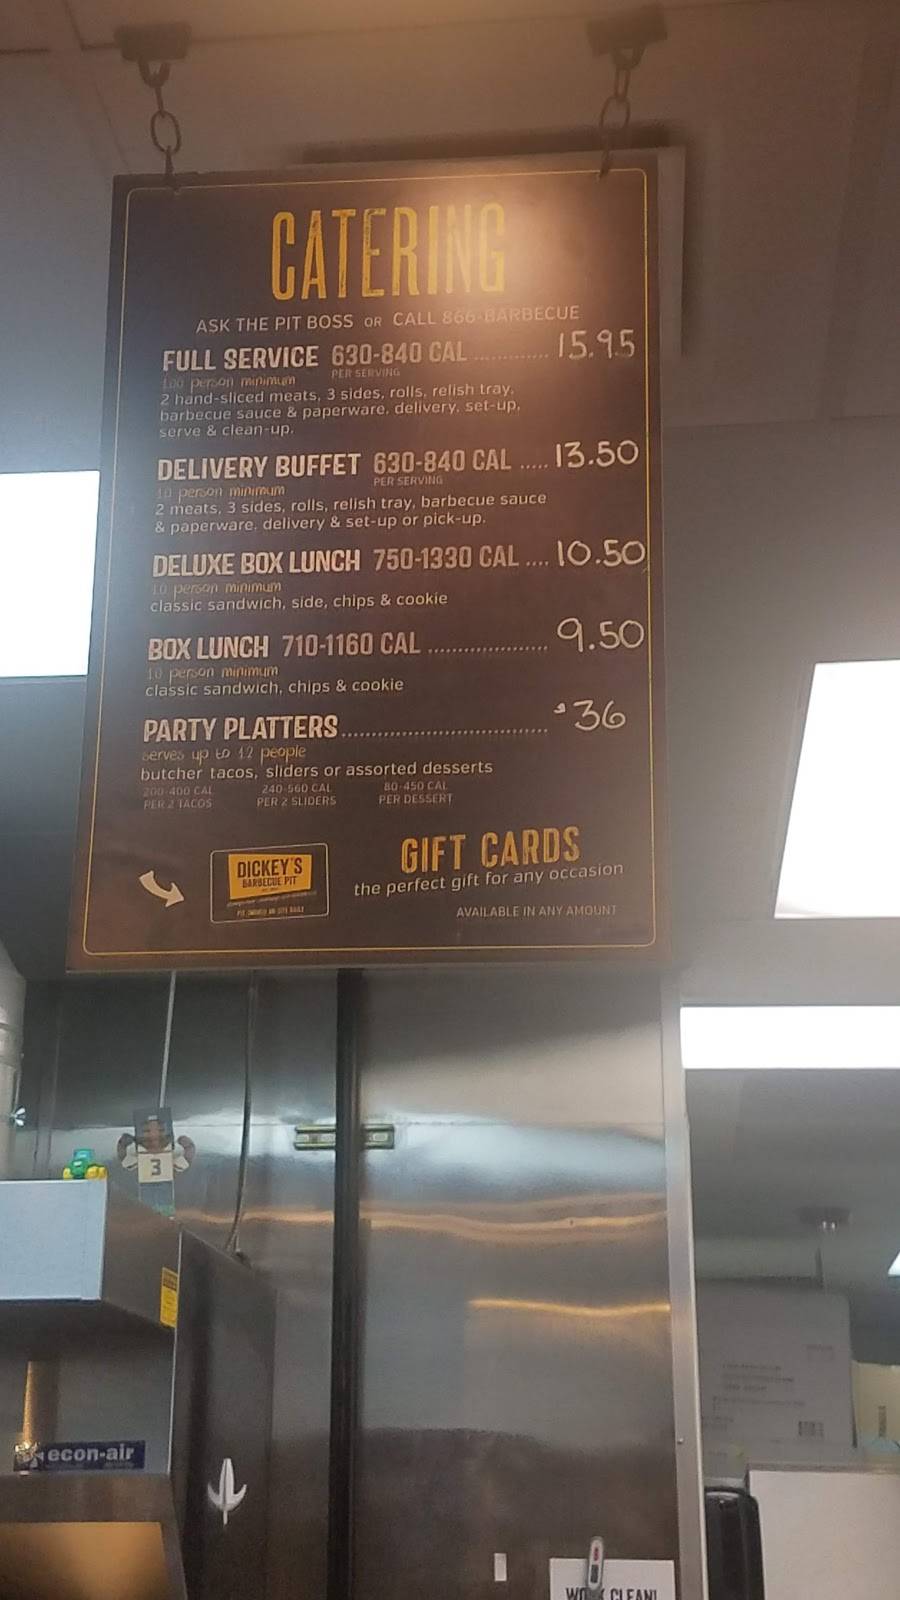 CATERING
ASK THE PIT BOSS OR CALL 866-BARBECUE
FULL SERVICE 630-840 CAL ............ 15.95
PER SERVING
100 person minimum
2 hand-sliced meats, 3 sides, rolls, relish tray,
barbecue sauce & paperware, delivery, set-up,
serve & clean-up.
DELIVERY BUFFET 630-840 CAL ..... 13.50
PER SERVING
10 person minimum
2 meats, 3 sides, rolls, relish tray, barbecue sauce
& paperware, delivery & set-up or pick-up.
DELUXE BOX LUNCH 750-1330 CAL .... 10.50
10 person minimum
classic sandwich, side, chips & cookie
BOX LUNCH 710-1160 CAL .................... 9.50
10 person minimum
classic sandwich, chips & cookie
PARTY PLATTERS ................................. 36
serves up to 12 people
butcher tacos, sliders or assorted desserts
200-400 CAL 240-560 CAL 80-450 CAL
PER 2 TACOS PER 2 SLIDERS PER DESSERT
GIFT CARDS
the perfect gift for any occasion
AVAILABLE IN ANY AMOUNT
DICKEY'S
BARBECUE PIT
3
econ-air
CLEAN!